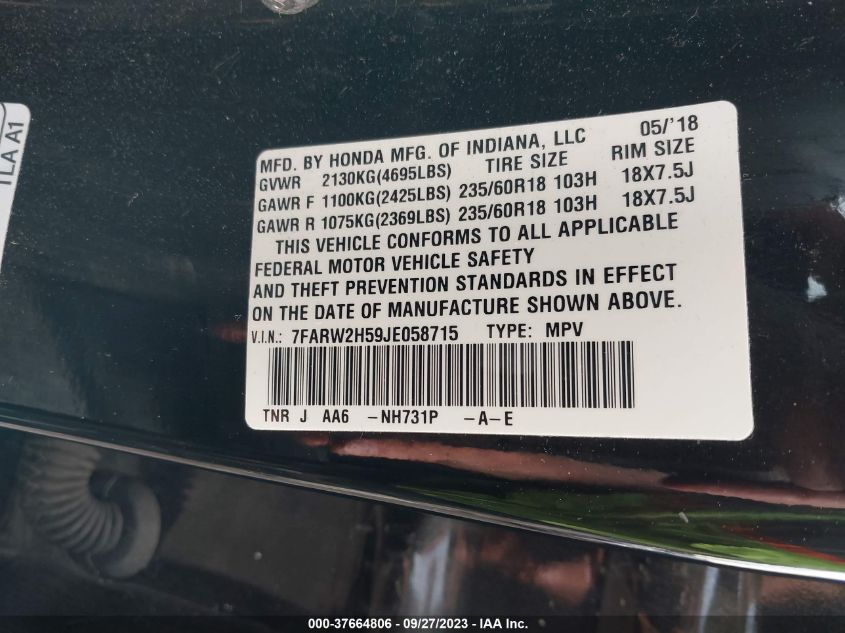 TLA A1
MFD. BY HONDA MFG. OF INDIANA, LLC 05/'18
GVWR 2130KG(4695LBS) TIRE SIZE RIM SIZE
GAWR F 1100KG(2425LBS) 235/60R18 103H 18X7.5J
GAWR R 1075KG(2369LBS) 235/60R18 103H 18X7.5J
THIS VEHICLE CONFORMS TO ALL APPLICABLE
FEDERAL MOTOR VEHICLE SAFETY
AND THEFT PREVENTION STANDARDS IN EFFECT
ON THE DATE OF MANUFACTURE SHOWN ABOVE.
V.I.N.: 7FARW2H59JE058715 TYPE: MPV
TNR J AA6 -NH731P -A-E
000-37664806 - 09/27/2023 - IAA Inc.